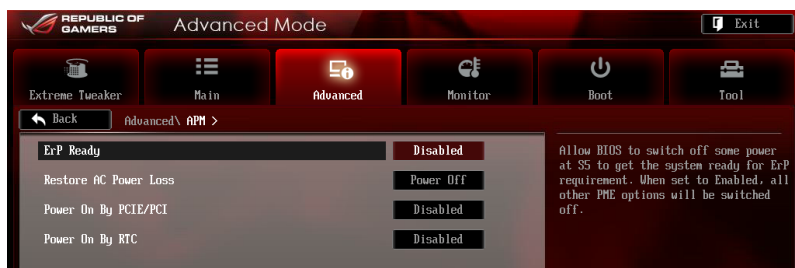 REPUBLIC OF
GAMERS
Advanced Mode
Exit
Extreme Tweaker
Main
Advanced
Monitor
Boot
Tool
Back
Advanced\ APM >
ErP Ready
Disabled
Restore AC Power Loss
Power Off
Power On By PCIE/PCI
Disabled
Power On By RTC
Disabled
Allow BIOS to switch off some power
at S5 to get the system ready for ErP
requirement. When set to Enabled, all
other PME options will be switched
off.